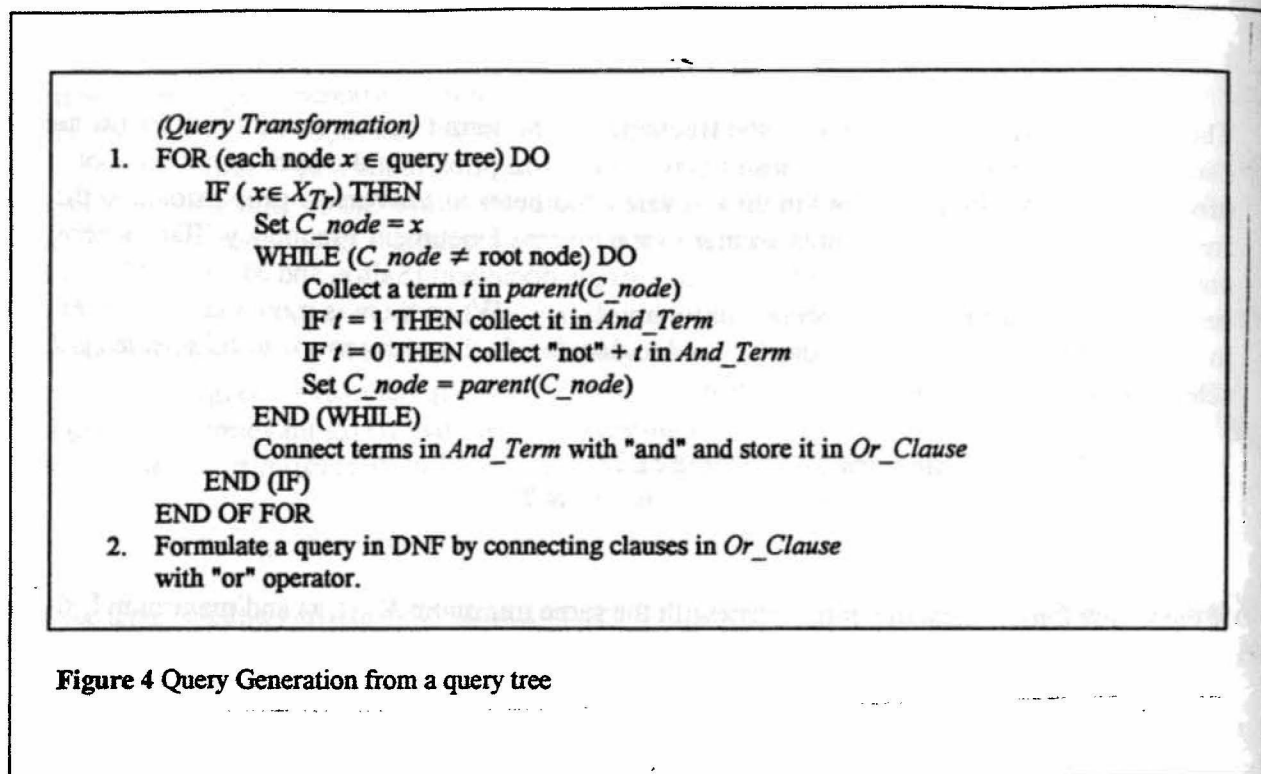 (Query Transformation)
1. FOR (each node x ∈ query tree) DO
IF ( x∈ X_Tr) THEN
Set C_node = x
WHILE (C_node ≠ root node) DO
Collect a term t in parent(C_node)
IF t = 1 THEN collect it in And_Term
IF t = 0 THEN collect "not"+ t in And_Term
Set C_node = parent(C_node)
END (WHILE)
Connect terms in And_Term with "and" and store it in Or_Clause
END (IF)
END OF FOR
2. Formulate a query in DNF by connecting clauses in Or_Clause
with "or" operator.
Figure 4 Query Generation from a query tree